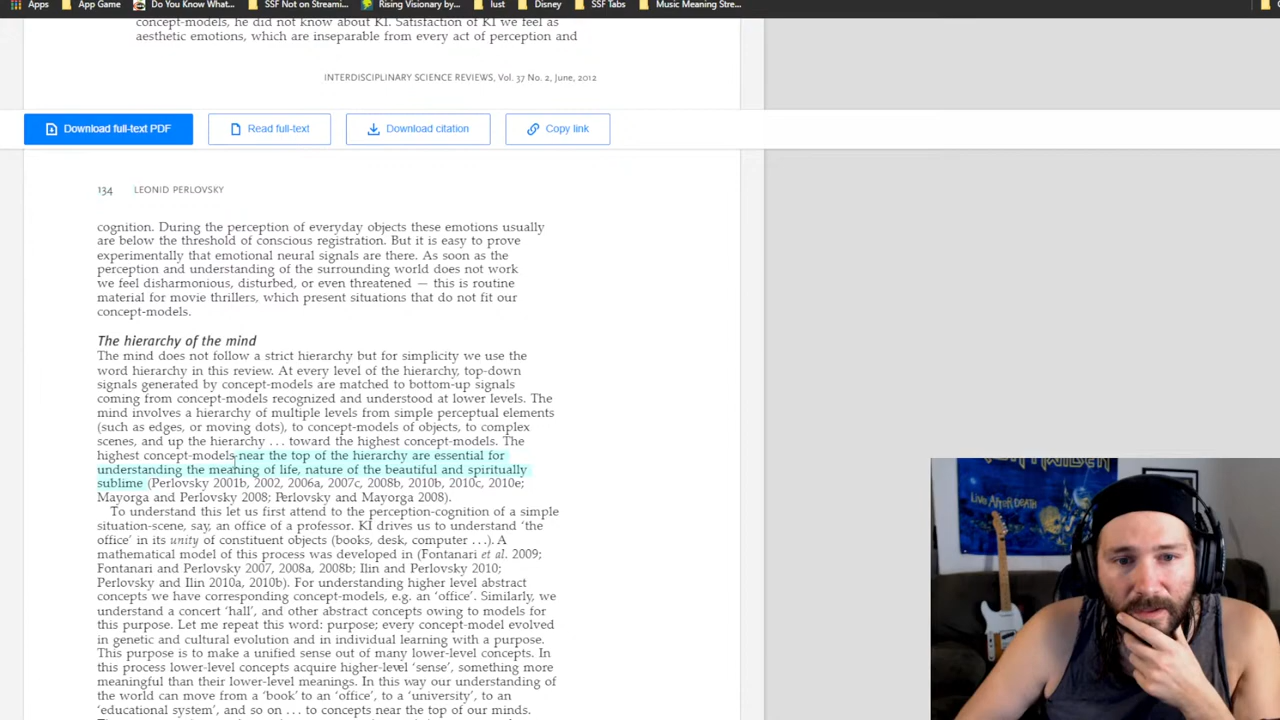 Apps App Game Do You Know What... SSF Not on Streami... Rising Visionary by... lust Disney SSF Tabs Music Meaning Stre...
concept-models, he did not know about KI. Satisfaction of KI we feel as
aesthetic emotions, which are inseparable from every act of perception and
INTERDISCIPLINARY SCIENCE REVIEWS, Vol. 37 No. 2, June, 2012
Download full-text PDF Read full-text Download citation Copy link
134 LEONID PERLOVSKY
cognition. During the perception of everyday objects these emotions usually
are below the threshold of conscious registration. But it is easy to prove
experimentally that emotional neural signals are there. As soon as the
perception and understanding of the surrounding world does not work
we feel disharmonious, disturbed, or even threatened — this is routine
material for movie thrillers, which present situations that do not fit our
concept-models.
The hierarchy of the mind
The mind does not follow a strict hierarchy but for simplicity we use the
word hierarchy in this review. At every level of the hierarchy, top-down
signals generated by concept-models are matched to bottom-up signals
coming from concept-models recognized and understood at lower levels. The
mind involves a hierarchy of multiple levels from simple perceptual elements
(such as edges, or moving dots), to concept-models of objects, to complex
scenes, and up the hierarchy . . . toward the highest concept-models. The
highest concept-models near the top of the hierarchy are essential for
understanding the meaning of life, nature of the beautiful and spiritually
sublime (Perlovsky 2001b, 2002, 2006a, 2007c, 2008b, 2010b, 2010c, 2010e;
Mayorga and Perlovsky 2008; Perlovsky and Mayorga 2008).
To understand this let us first attend to the perception-cognition of a simple
situation-scene, say, an office of a professor. KI drives us to understand ‘the
office’ in its unity of constituent objects (books, desk, computer . . .). A
mathematical model of this process was developed in (Fontanari et al. 2009;
Fontanari and Perlovsky 2007, 2008a, 2008b; Ilin and Perlovsky 2010;
Perlovsky and Ilin 2010a, 2010b). For understanding higher level abstract
concepts we have corresponding concept-models, e.g. an ‘office’. Similarly, we
understand a concert ‘hall’, and other abstract concepts owing to models for
this purpose. Let me repeat this word: purpose; every concept-model evolved
in genetic and cultural evolution and in individual learning with a purpose.
This purpose is to make a unified sense out of many lower-level concepts. In
this process lower-level concepts acquire higher-level ‘sense’, something more
meaningful than their lower-level meanings. In this way our understanding of
the world can move from a ‘book’ to an ‘office’, to a ‘university’, to an
‘educational system’, and so on . . . to concepts near the top of our minds.
LIVE AFTER DEATH